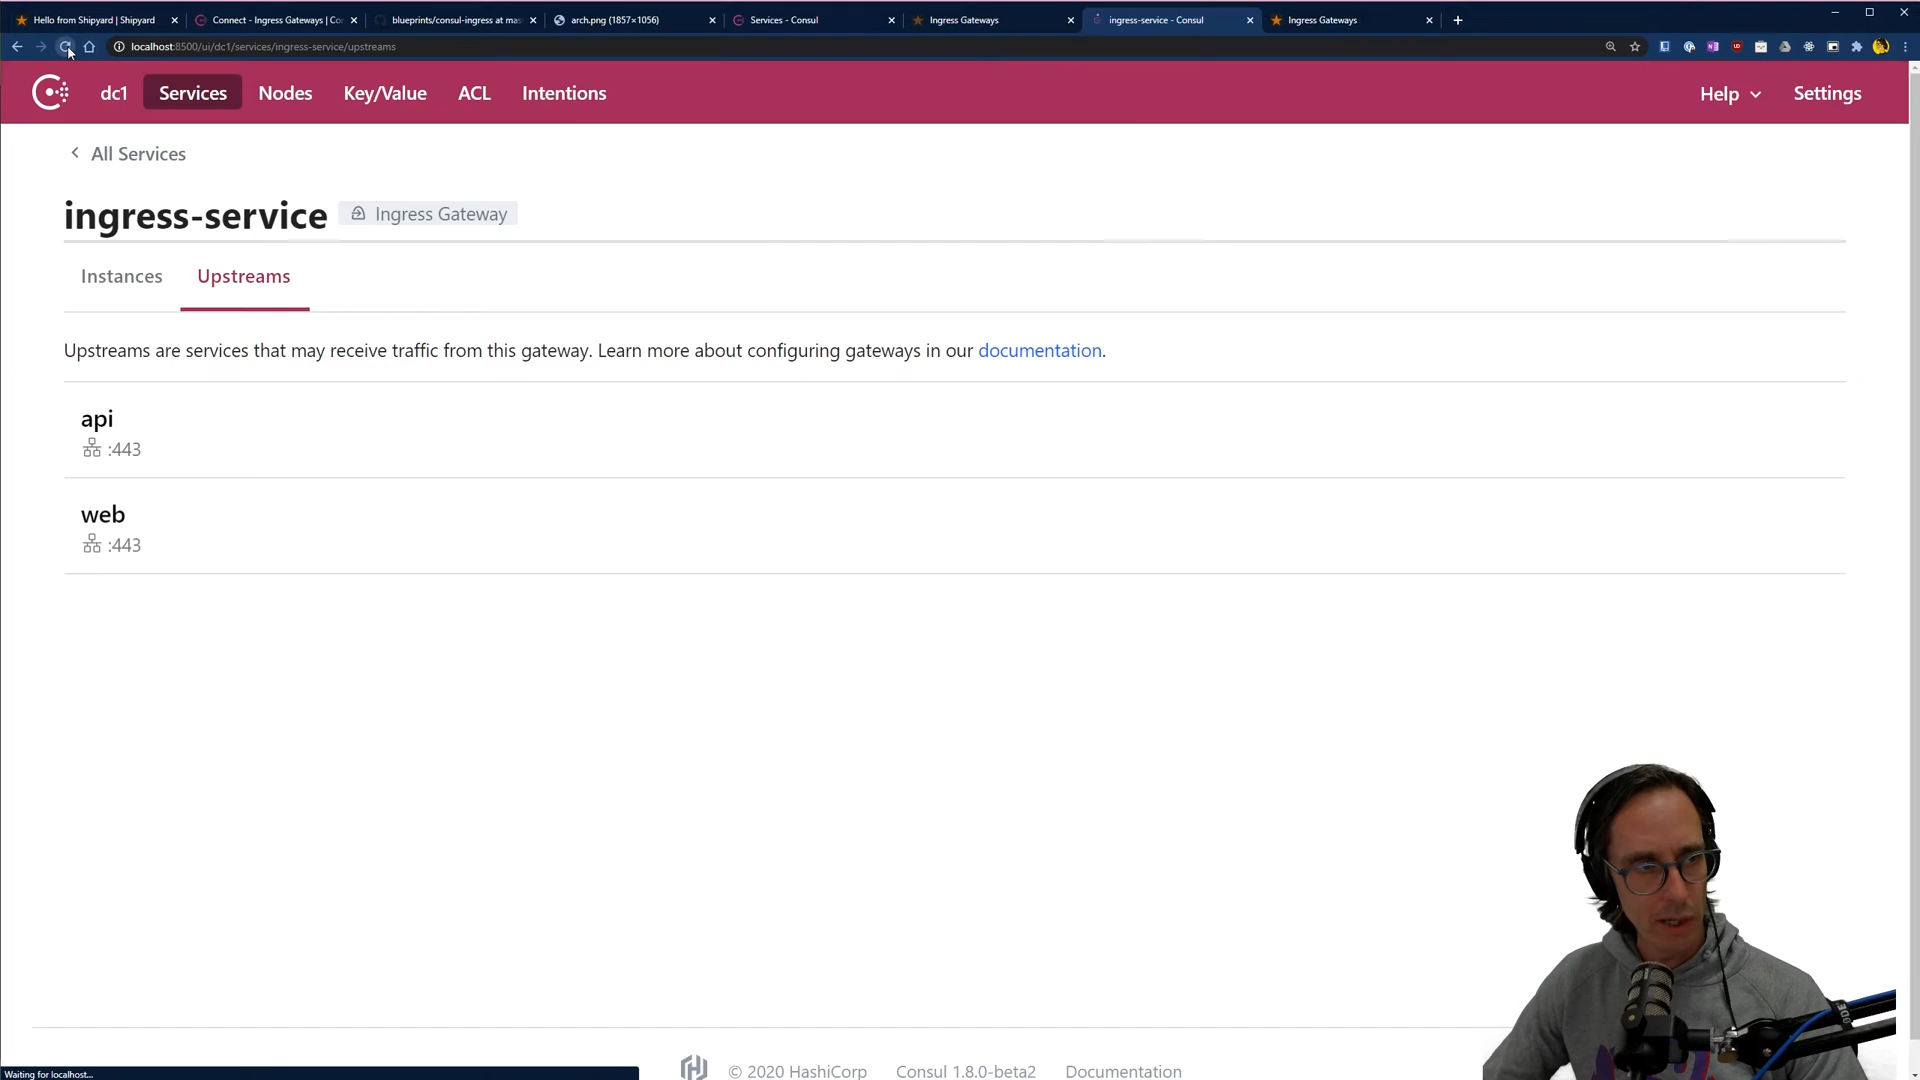 Hello from Shipyard | Shipyard
Connect - Ingress Gateways | Co
blueprints/consul-ingress at mas
arch.png (1857×1056)
Services - Consul
Ingress Gateways
ingress-service - Consul
Ingress Gateways
localhost:8500/ui/dc1/services/ingress-service/upstreams
dc1
Services
Nodes
Key/Value
ACL
Intentions
Help
Settings
All Services
ingress-service
Ingress Gateway
Instances
Upstreams
Upstreams are services that may receive traffic from this gateway. Learn more about configuring gateways in our documentation.
api
:443
web
:443
© 2020 HashiCorp
Consul 1.8.0-beta2
Documentation
Waiting for localhost...